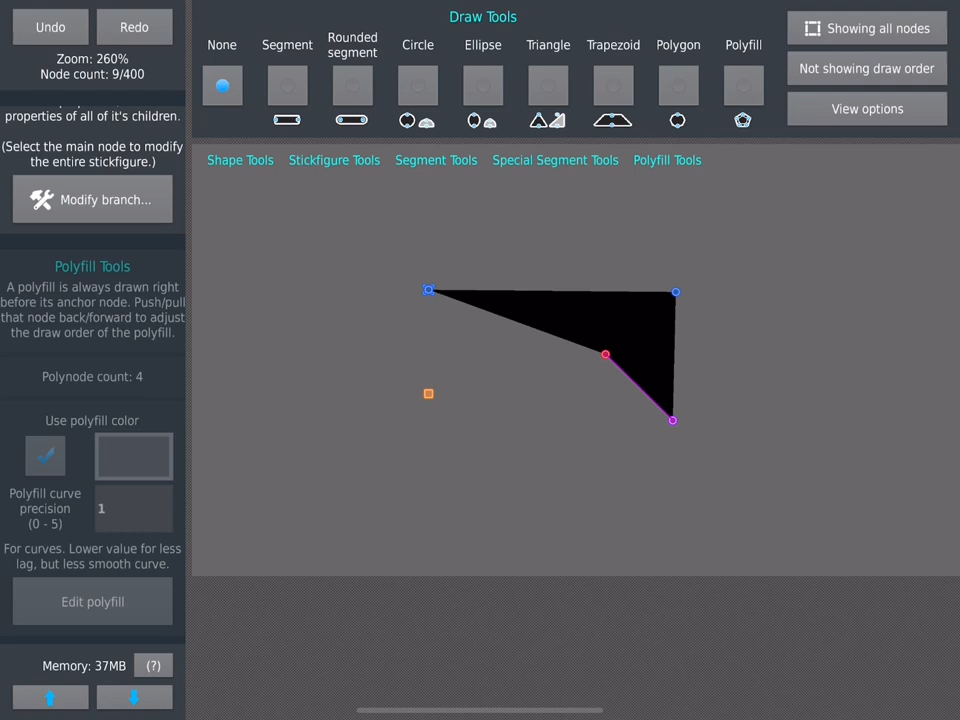 Undo
Redo
Zoom: 260%
Node count: 9/400
properties of all of it's children.
(Select the main node to modify
the entire stickfigure.)
Modify branch...
Polyfill Tools
A polyfill is always drawn right
before its anchor node. Push/pull
that node back/forward to adjust
the draw order of the polyfill.
Polynode count: 4
Use polyfill color
Polyfill curve
precision
(0 - 5)
1
For curves. Lower value for less
lag, but less smooth curve.
Edit polyfill
Memory: 37MB
(?)
Draw Tools
None
Segment
Rounded
segment
Circle
Ellipse
Triangle
Trapezoid
Polygon
Polyfill
Showing all nodes
Not showing draw order
View options
Shape Tools
Stickfigure Tools
Segment Tools
Special Segment Tools
Polyfill Tools